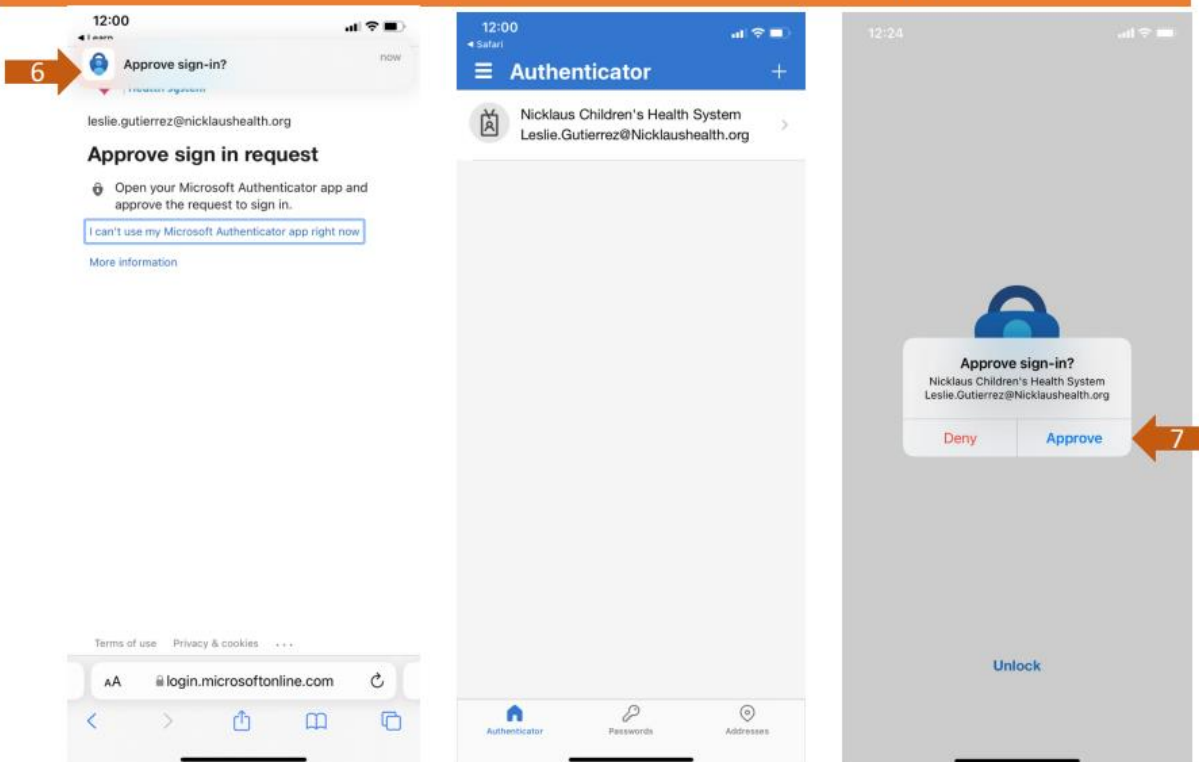 12:00
Learn
6
Approve sign-in?
now
Health System
leslie.gutierrez@nicklaushealth.org
Approve sign in request
Open your Microsoft Authenticator app and
approve the request to sign in.
I can't use my Microsoft Authenticator app right now
More information
Terms of use Privacy & cookies ...
AA login.microsoftonline.com
12:00
Safari
Authenticator
Nicklaus Children's Health System
Leslie.Gutierrez@Nicklaushealth.org
Authenticator Passwords Addresses
12:24
Approve sign-in?
Nicklaus Children's Health System
Leslie.Gutierrez@Nicklaushealth.org
Deny Approve
7
Unlock